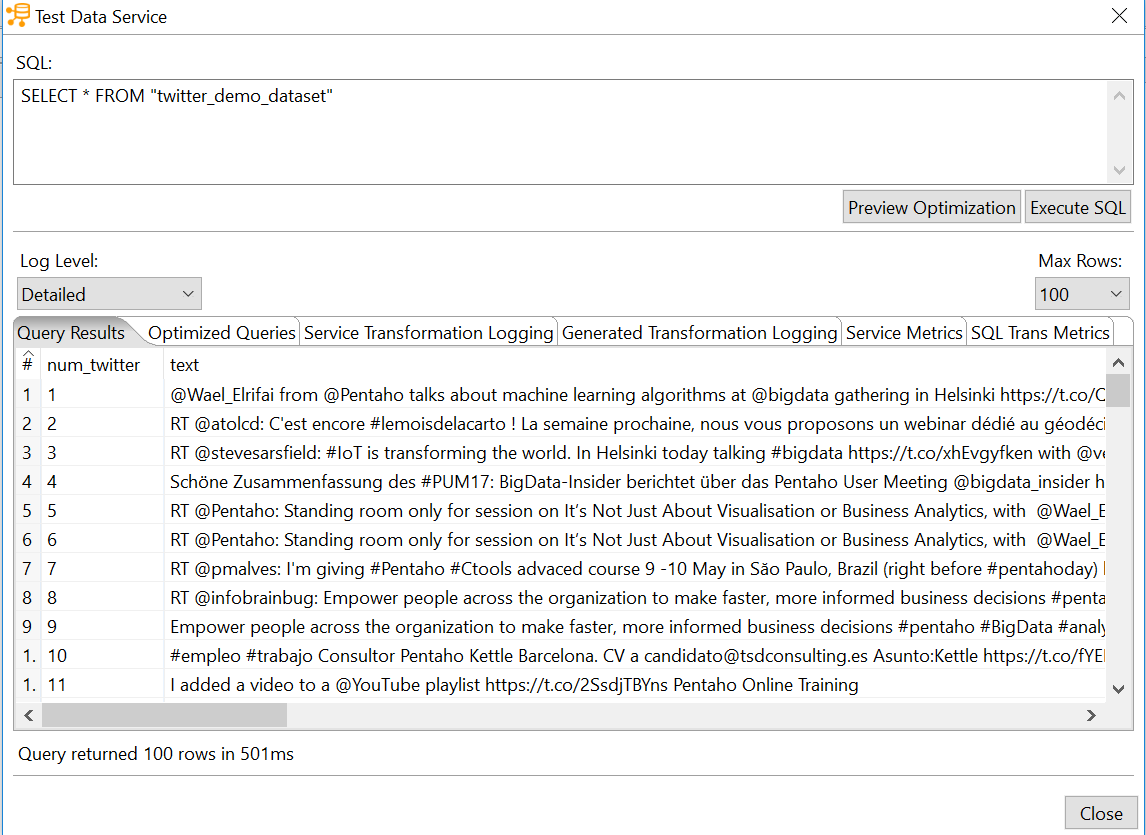 Test Data Service
SQL:
SELECT * FROM "twitter_demo_dataset"
Preview Optimization Execute SQL
Log Level: Max Rows:
Detailed 100
Query Results Optimized Queries Service Transformation Logging Generated Transformation Logging Service Metrics SQL Trans Metrics
# num_twitter text
1 1 @Wael_Elrifai from @Pentaho talks about machine learning algorithms at @bigdata gathering in Helsinki https://t.co/
2 2 RT @atolcd: C'est encore #lemoisdelacarto ! La semaine prochaine, nous vous proposons un webinar dédié au géodéci
3 3 RT @stevesarsfield: #IoT is transforming the world. In Helsinki today talking #bigdata https://t.co/xhEvgyfken with @ve
4 4 Schöne Zusammenfassung des #PUM17: BigData-Insider berichtet über das Pentaho User Meeting @bigdata_insider h
5 5 RT @Pentaho: Standing room only for session on It’s Not Just About Visualisation or Business Analytics, with @Wael_E
6 6 RT @Pentaho: Standing room only for session on It’s Not Just About Visualisation or Business Analytics, with @Wael_E
7 7 RT @pmalves: I'm giving #Pentaho #Ctools advaced course 9 -10 May in São Paulo, Brazil (right before #pentahoday)
8 8 RT @infobrainbug: Empower people across the organization to make faster, more informed business decisions #penta
9 9 Empower people across the organization to make faster, more informed business decisions #pentaho #BigData #analy
1. 10 #empleo #trabajo Consultor Pentaho Kettle Barcelona. CV a candidato@tsdconsulting.es Asunto:Kettle https://t.co/fYE
1. 11 I added a video to a @YouTube playlist https://t.co/2SsdjTBYns Pentaho Online Training
Query returned 100 rows in 501ms
Close